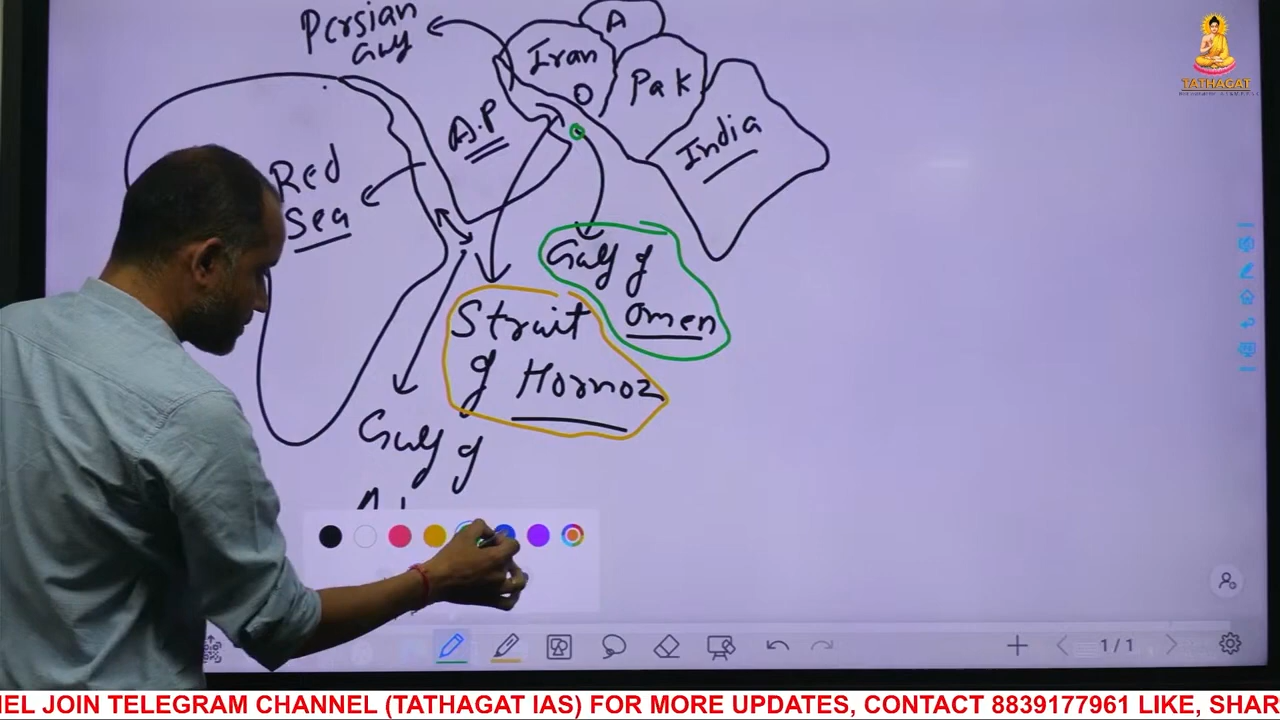 Persian
Gulf
A
Iran
O
Pak
India
A.P
Red
Sea
Gulf of
Omen
Strait
of Hormoz
Gulf of
TATHAGAT
1/1
NEL JOIN TELEGRAM CHANNEL (TATHAGAT IAS) FOR MORE UPDATES, CONTACT 8839177961 LIKE, SHAR